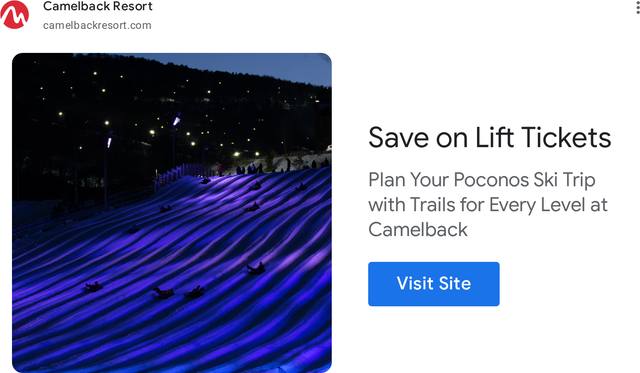 Camelback Resort
camelbackresort.com
Save on Lift Tickets
Plan Your Poconos Ski Trip
with Trails for Every Level at
Camelback
Visit Site